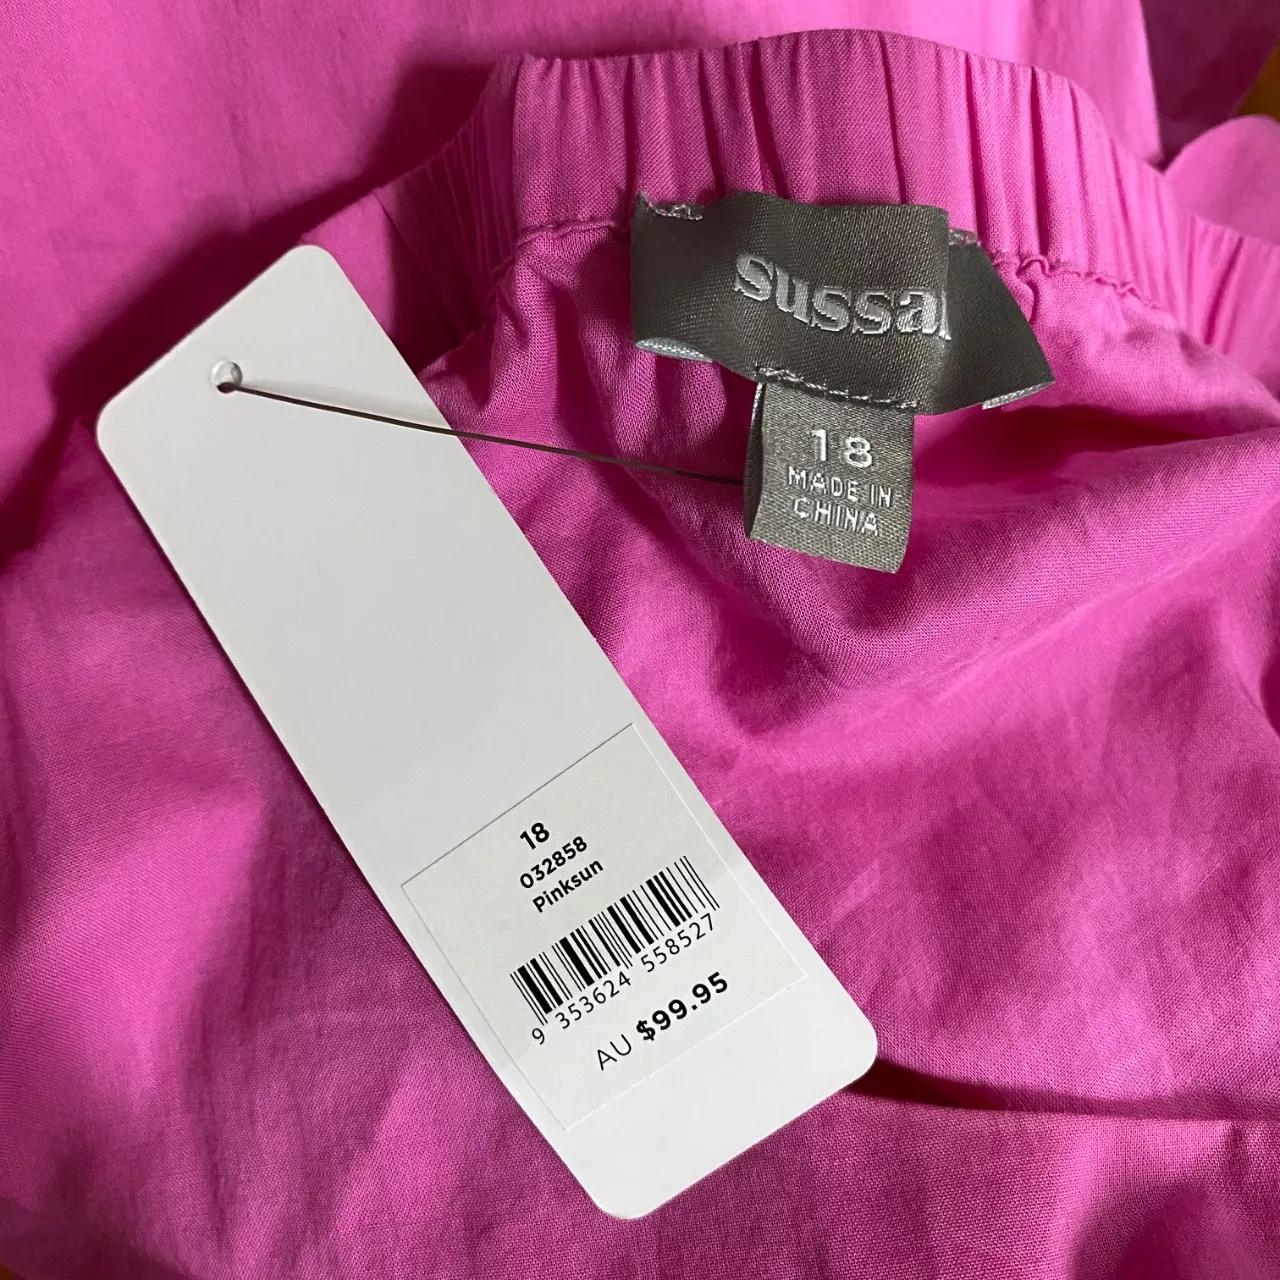 sussa
18
MADE IN
CHINA
18
032858
Pinksun
9 353624 558527
AU $99.95